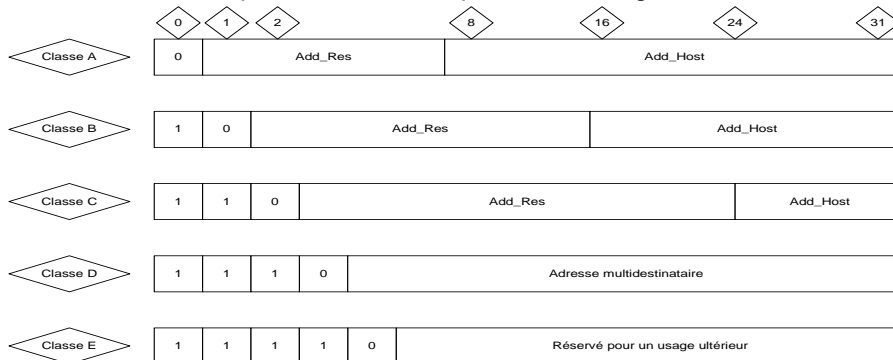 0 1 2 8 16 24 31
Classe A 0 Add_Res Add_Host
Classe B 1 0 Add_Res Add_Host
Classe C 1 1 0 Add_Res Add_Host
Classe D 1 1 1 0 Adresse multidestinataire
Classe E 1 1 1 1 0 Réservé pour un usage ultérieur